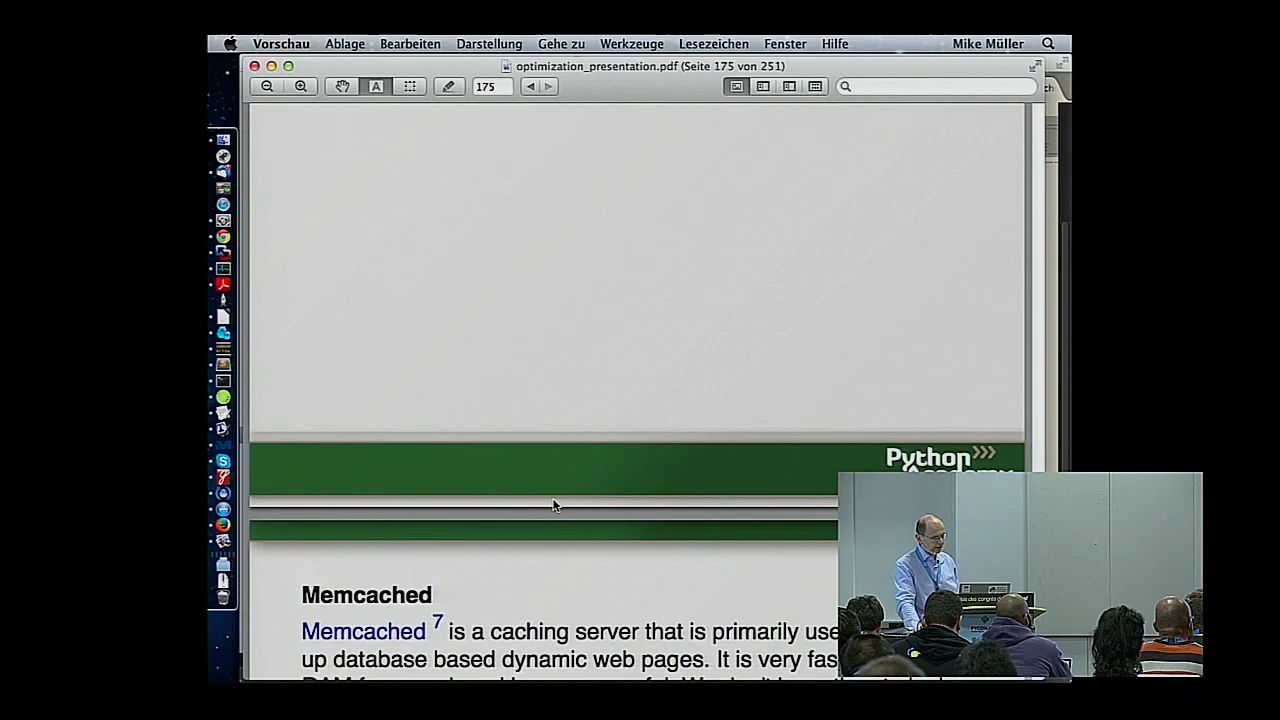 Vorschau Ablage Bearbeiten Darstellung Gehe zu Werkzeuge Lesezeichen Fenster Hilfe Mike Müller
optimization_presentation.pdf (Seite 175 von 251)
175
Python
Memcached
Memcached 7 is a caching server that is primarily use
up database based dynamic web pages. It is very fas